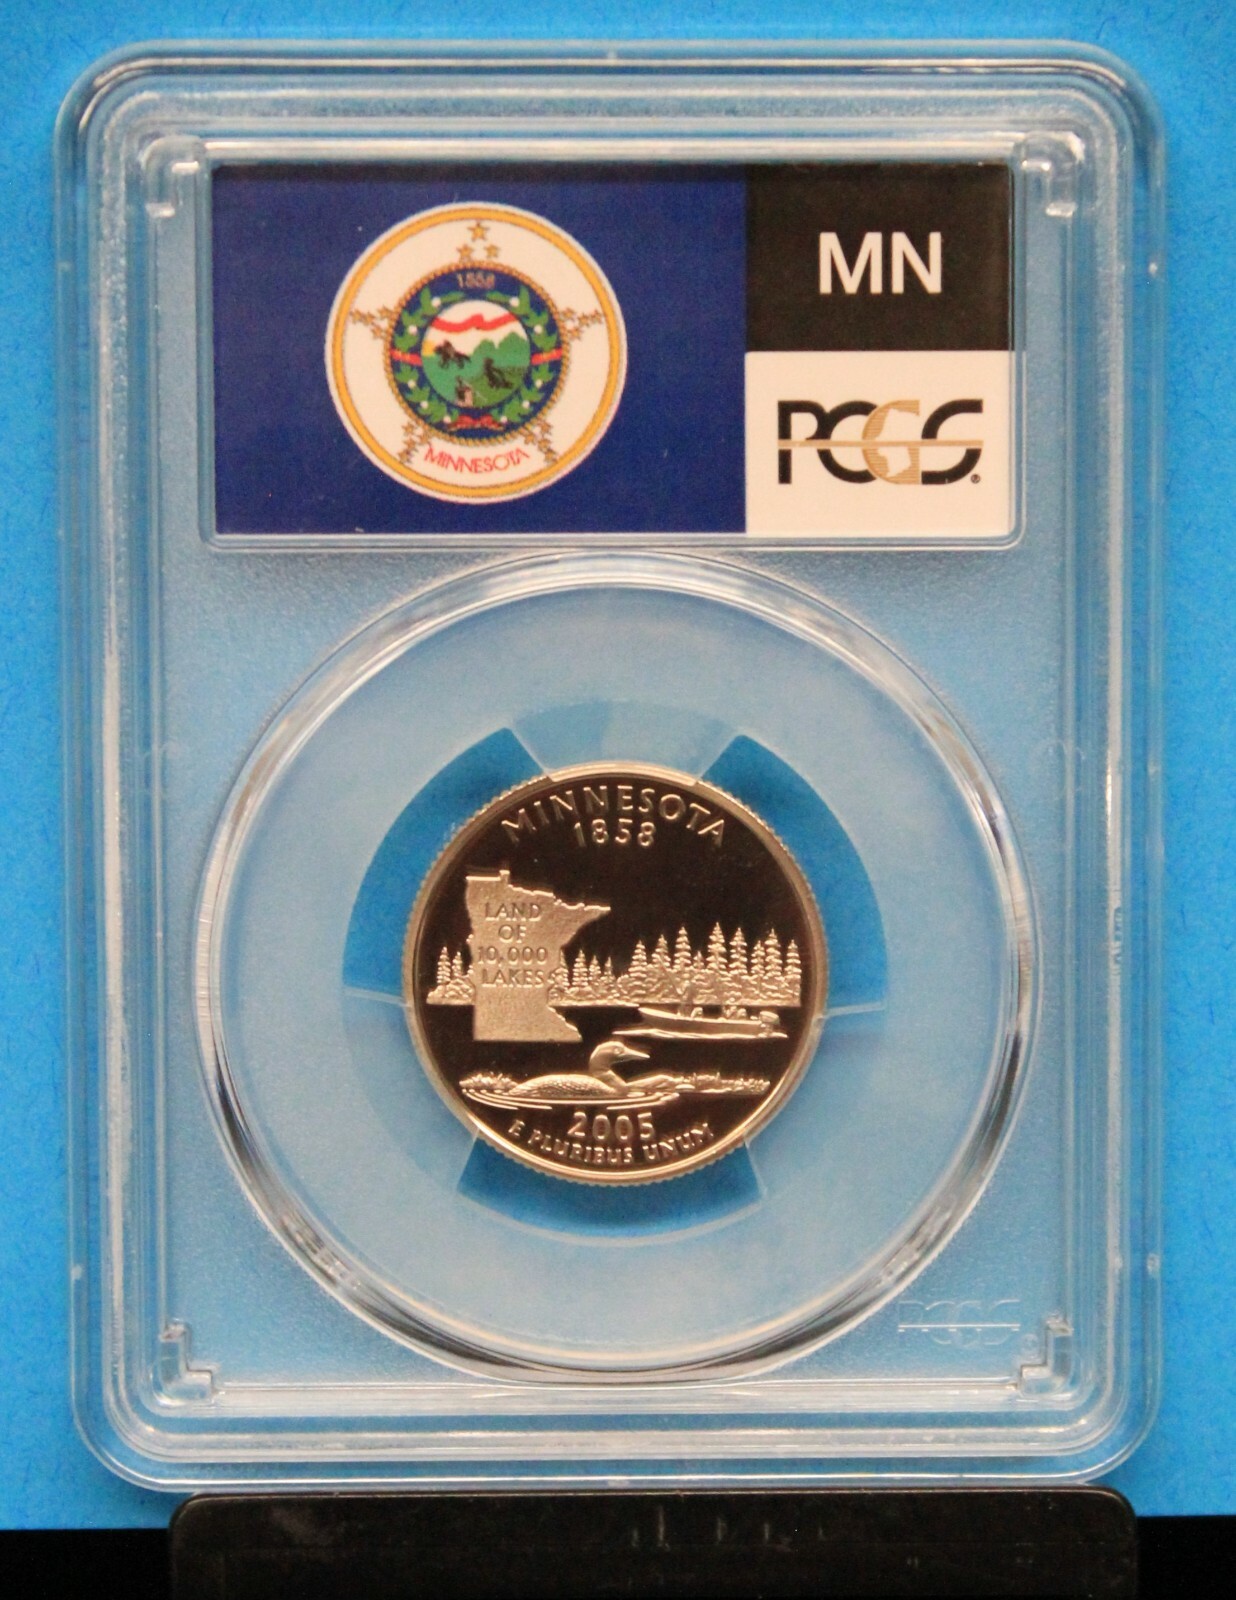 MN
1858
MINNESOTA
PCGS
MINNESOTA
1858
LAND
OF
10,000
LAKES
2005
E PLURIBUS UNUM
PCGS